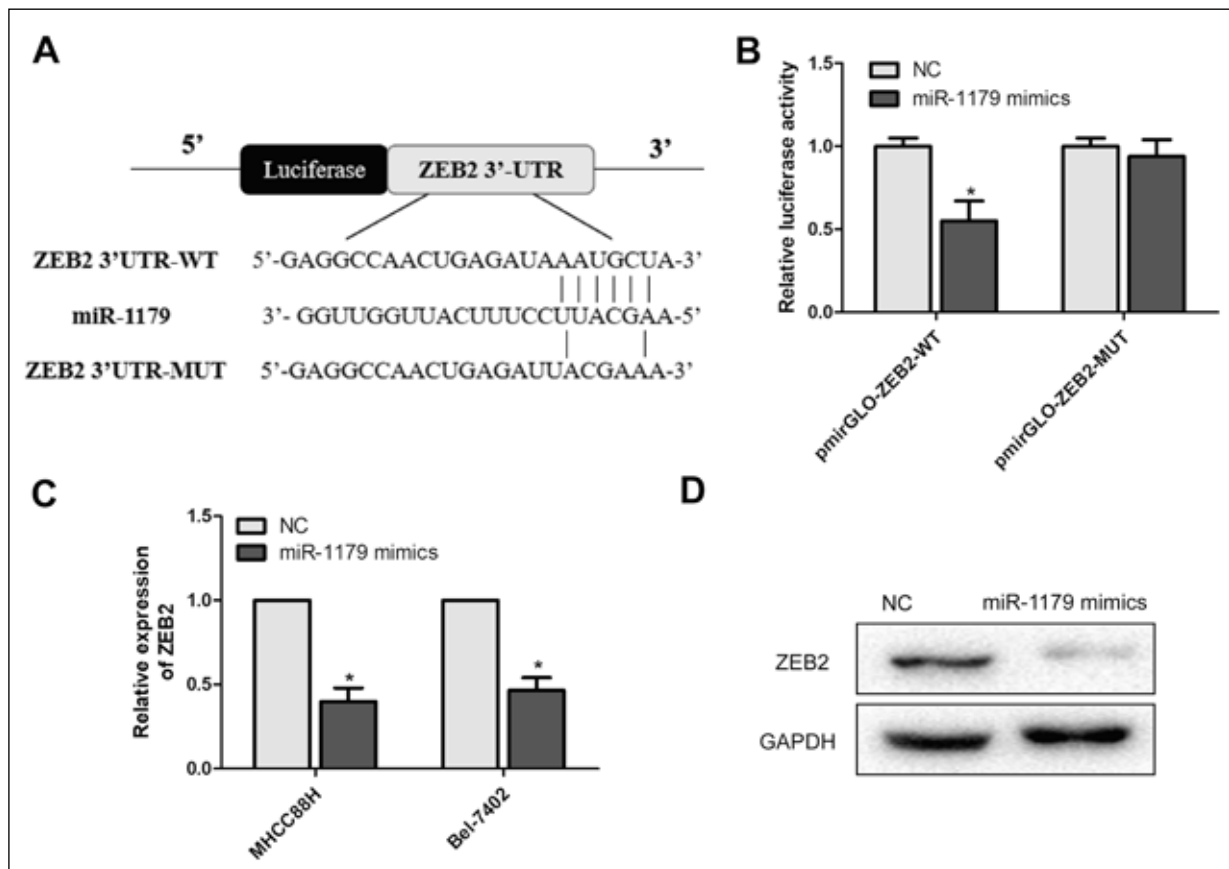 A
5’ 3’
Luciferase ZEB2 3’-UTR
ZEB2 3’UTR-WT 5’-GAGGCCAACUGAGAUAAAUGCUA-3’
miR-1179 3’- GGUUGGUUACUUUCCUUACGAA-5’
ZEB2 3’UTR-MUT 5’-GAGGCCAACUGAGAUUACGAAA-3’
B
Relative luciferase activity
1.5
1.0
0.5
0.0
NC
miR-1179 mimics
*
pmirGLO-ZEB2-WT
pmirGLO-ZEB2-MUT
C
Relative expression
of ZEB2
1.5
1.0
0.5
0.0
NC
miR-1179 mimics
* *
MHCC88H
Bel-7402
D
NC miR-1179 mimics
ZEB2
GAPDH